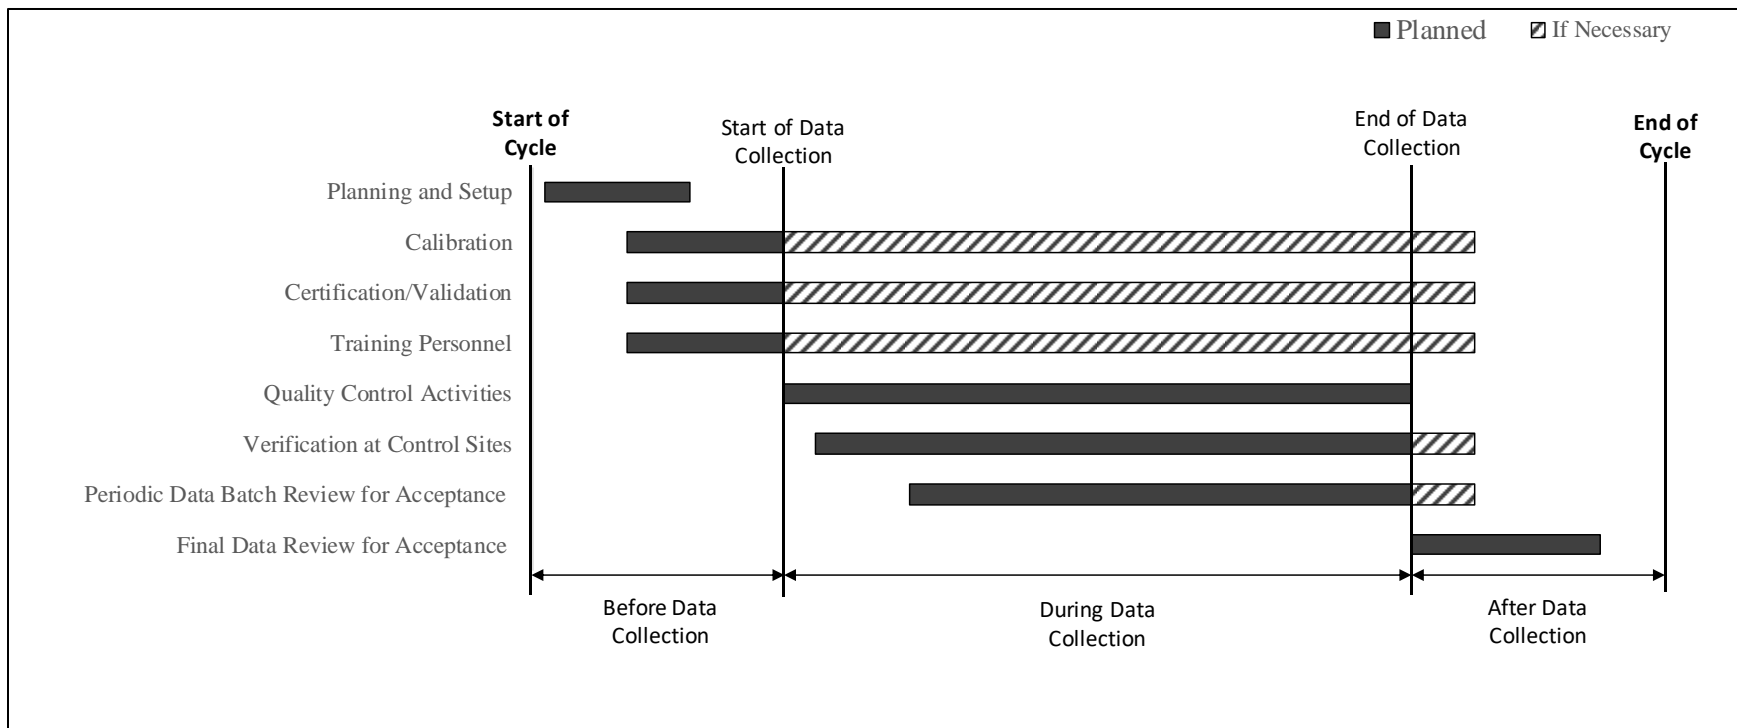 Planned
If Necessary
Start of
Cycle
Start of Data
Collection
End of Data
Collection
End of
Cycle
Planning and Setup
Calibration
Certification/Validation
Training Personnel
Quality Control Activities
Verification at Control Sites
Periodic Data Batch Review for Acceptance
Final Data Review for Acceptance
Before Data
Collection
During Data
Collection
After Data
Collection